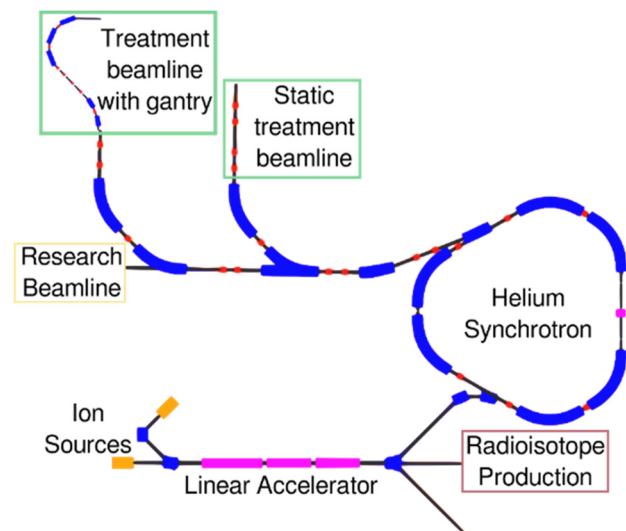 Treatment
beamline
with gantry
Static
treatment
beamline
Research
Beamline
Helium
Synchrotron
Ion
Sources
Linear Accelerator
Radioisotope
Production